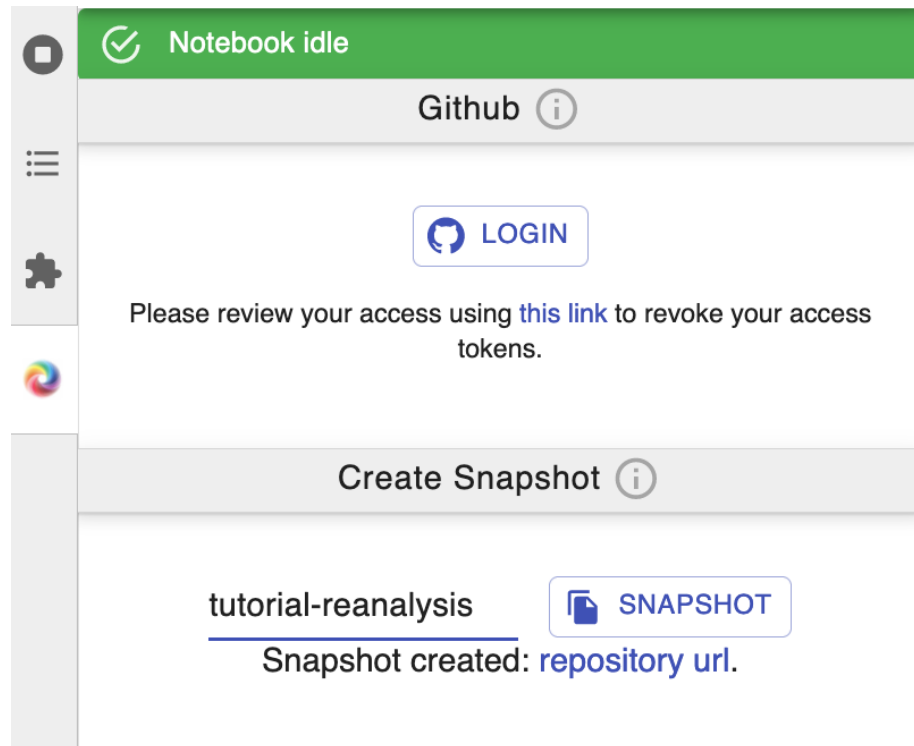 Notebook idle
Github
LOGIN
Please review your access using this link to revoke your access
tokens.
Create Snapshot
tutorial-reanalysis
SNAPSHOT
Snapshot created: repository url.